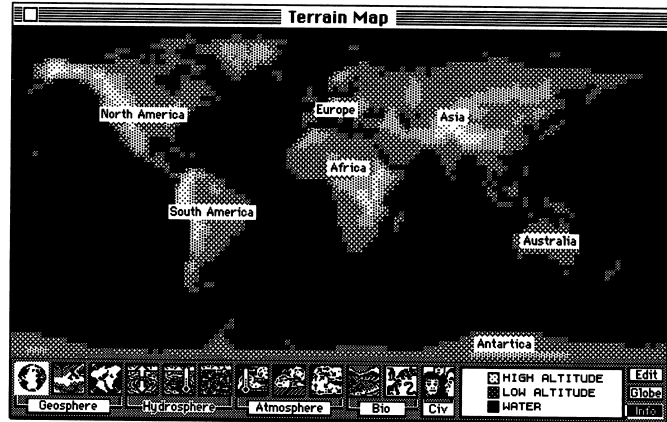 Terrain Map
North America
Europe
Asia
Africa
South America
Australia
Antartica
Geosphere
Hydrosphere
Atmosphere
Bio
Civ
HIGH ALTITUDE
LOW ALTITUDE
WATER
Edit
Globe
Info